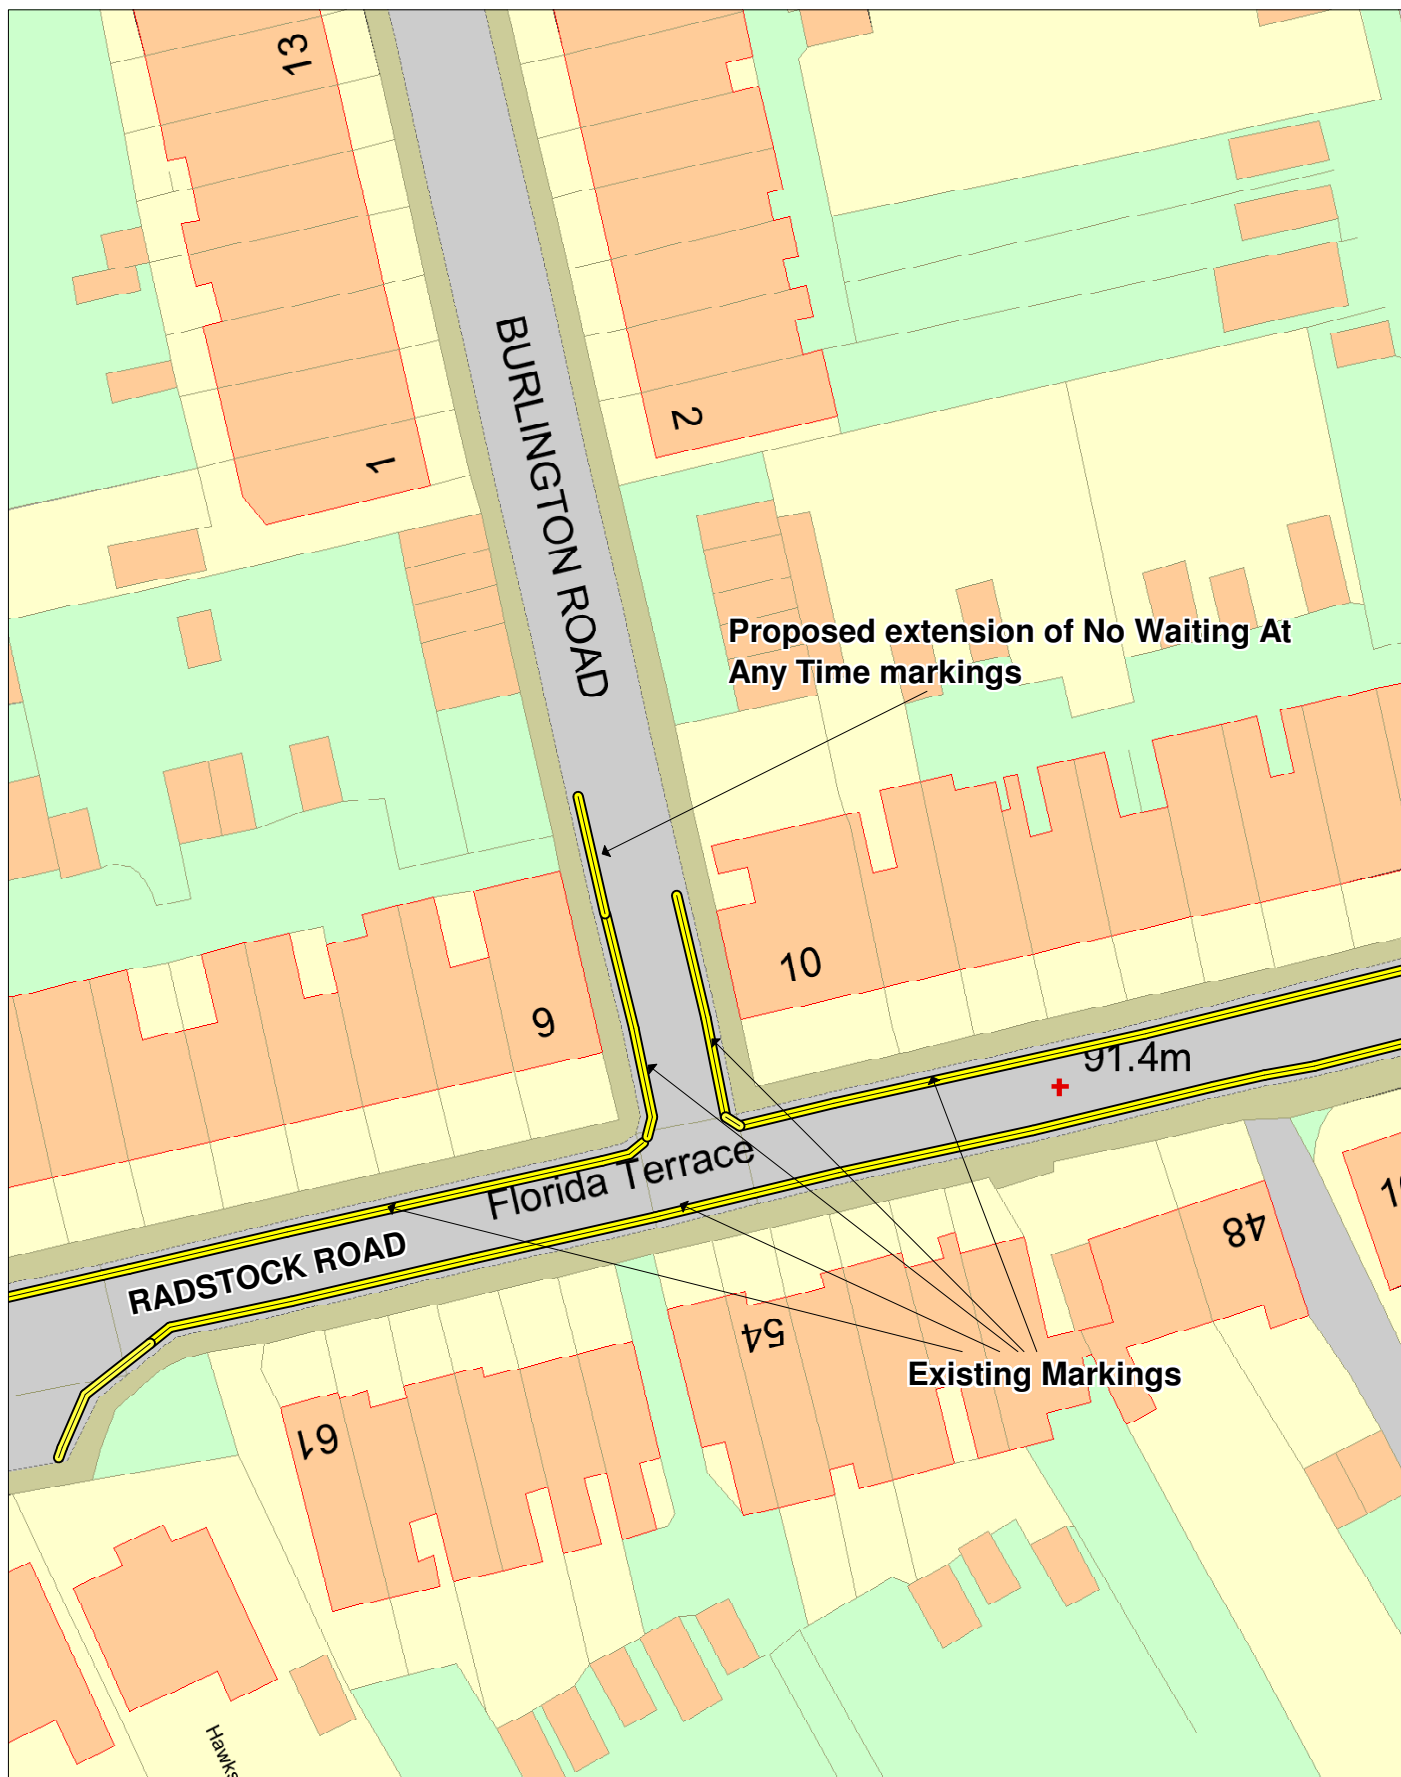 13
BURLINGTON ROAD
2
1
Proposed extension of No Waiting At
Any Time markings
10
9
91.4m
Florida Terrace
RADSTOCK ROAD
48
54
Existing Markings
61